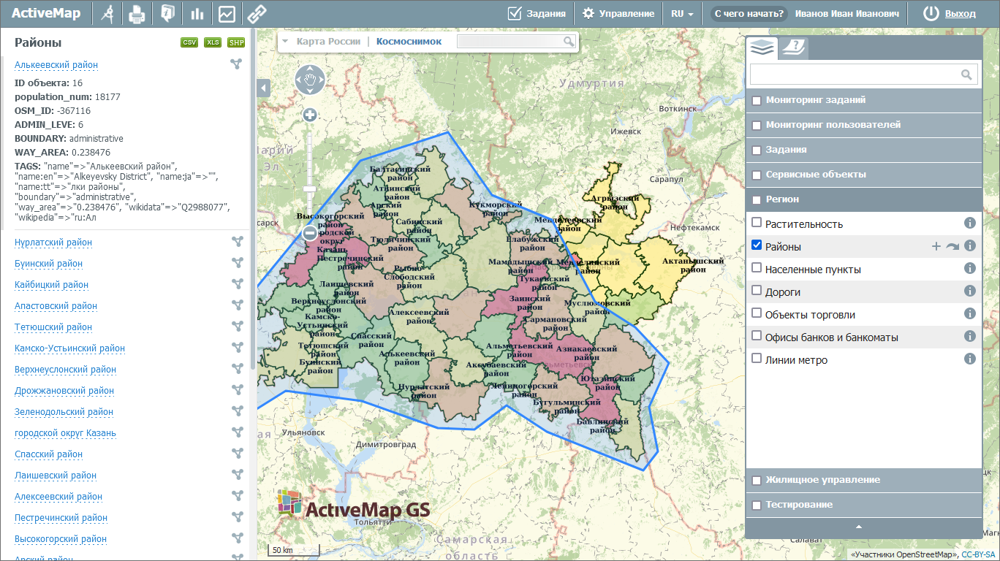 ActiveMap
Задания
Управление
RU
С чего начать?
Иванов Иван Иванович
Выход
Районы
CSV
XLS
SHP
Алькеевский район
ID объекта: 16
population_num: 18177
OSM_ID: -367116
ADMIN_LEVE: 6
BOUNDARY: administrative
WAY_AREA: 0.238476
TAGS: "name"=>"Алькеевский район",
"name:en"=>"Alkeyevsky District", "name:ja"=>"",
"name:tt"=>"лки районы",
"boundary"=>"administrative",
"way_area"=>"0.238476", "wikidata"=>"Q2988077",
"wikipedia"=>"ru:Ал
Нурлатский район
Буинский район
Кайбицкий район
Апастовский район
Тетюшский район
Камско-Устьинский район
Верхнеуслонский район
Дрожжановский район
Зеленодольский район
городской округ Казань
Спасский район
Лаишевский район
Алексеевский район
Пестречинский район
Высокогорский район
Арский район
Карта России
Космоснимок
Удмуртия
Воткинск
Ижевск
Сарапул
Нефтекамск
арий
Эл
сарск
Балтасинский
район
Атнинский
район
Арский
район
Кукморский
район
Сабинский
район
Высокогорский
район
родской
округ
Казань
Тюлячинский
район
Пестречинский
район
Рыбно-
Слободский
район
Лаишевский
район
Верхнеуслонский
район
Камско-
Устьинский
район
Алексеевский
район
Спасский
район
Тетюшский
район
Буинский
район
Алькеевский
район
Нурлатский
район
Аксубаевский
район
Агрызский
район
Менделеевский
район
Елабужский
район
Мамадышский
район
Мензелинский
район
Актанышский
район
Тукаевский
район
Заинский
район
Муслюмовский
район
Сармановский
район
Альметьевский
район
Азнакаевский
район
льметьевск
Ютазинский
район
Лениногорский
район
Бугульминский
район
Бавлинский
район
Ульяновск
Димитровград
ая
Тольятти
Самарская
область
Салават
ActiveMap GS
50 km
Мониторинг заданий
Мониторинг пользователей
Задания
Сервисные объекты
Регион
Растительность
Районы
Населенные пункты
Дороги
Объекты торговли
Офисы банков и банкоматы
Линии метро
Жилищное управление
Тестирование
«Участники OpenStreetMap», CC-BY-SA